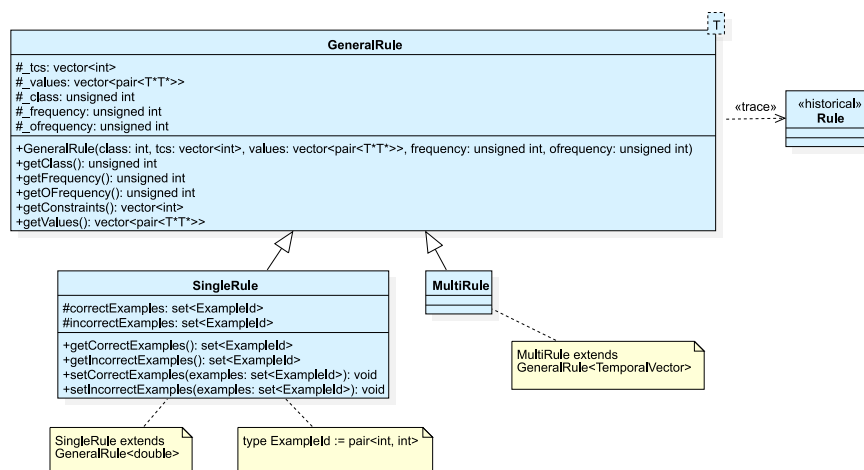 T
GeneralRule
#_tcs: vector<int>
#_values: vector<pair<T*T*>>
#_class: unsigned int
#_frequency: unsigned int
#_ofrequency: unsigned int
+GeneralRule(class: int, tcs: vector<int>, values: vector<pair<T*T*>>, frequency: unsigned int, ofrequency: unsigned int)
+getClass(): unsigned int
+getFrequency(): unsigned int
+getOFrequency(): unsigned int
+getConstraints(): vector<int>
+getValues(): vector<pair<T*T*>>
«trace»
«historical»
Rule
SingleRule
#correctExamples: set<ExampleId>
#incorrectExamples: set<ExampleId>
+getCorrectExamples(): set<ExampleId>
+getIncorrectExamples(): set<ExampleId>
+setCorrectExamples(examples: set<ExampleId>): void
+setIncorrectExamples(examples: set<ExampleId>): void
MultiRule
MultiRule extends
GeneralRule<TemporalVector>
SingleRule extends
GeneralRule<double>
type ExampleId := pair<int, int>